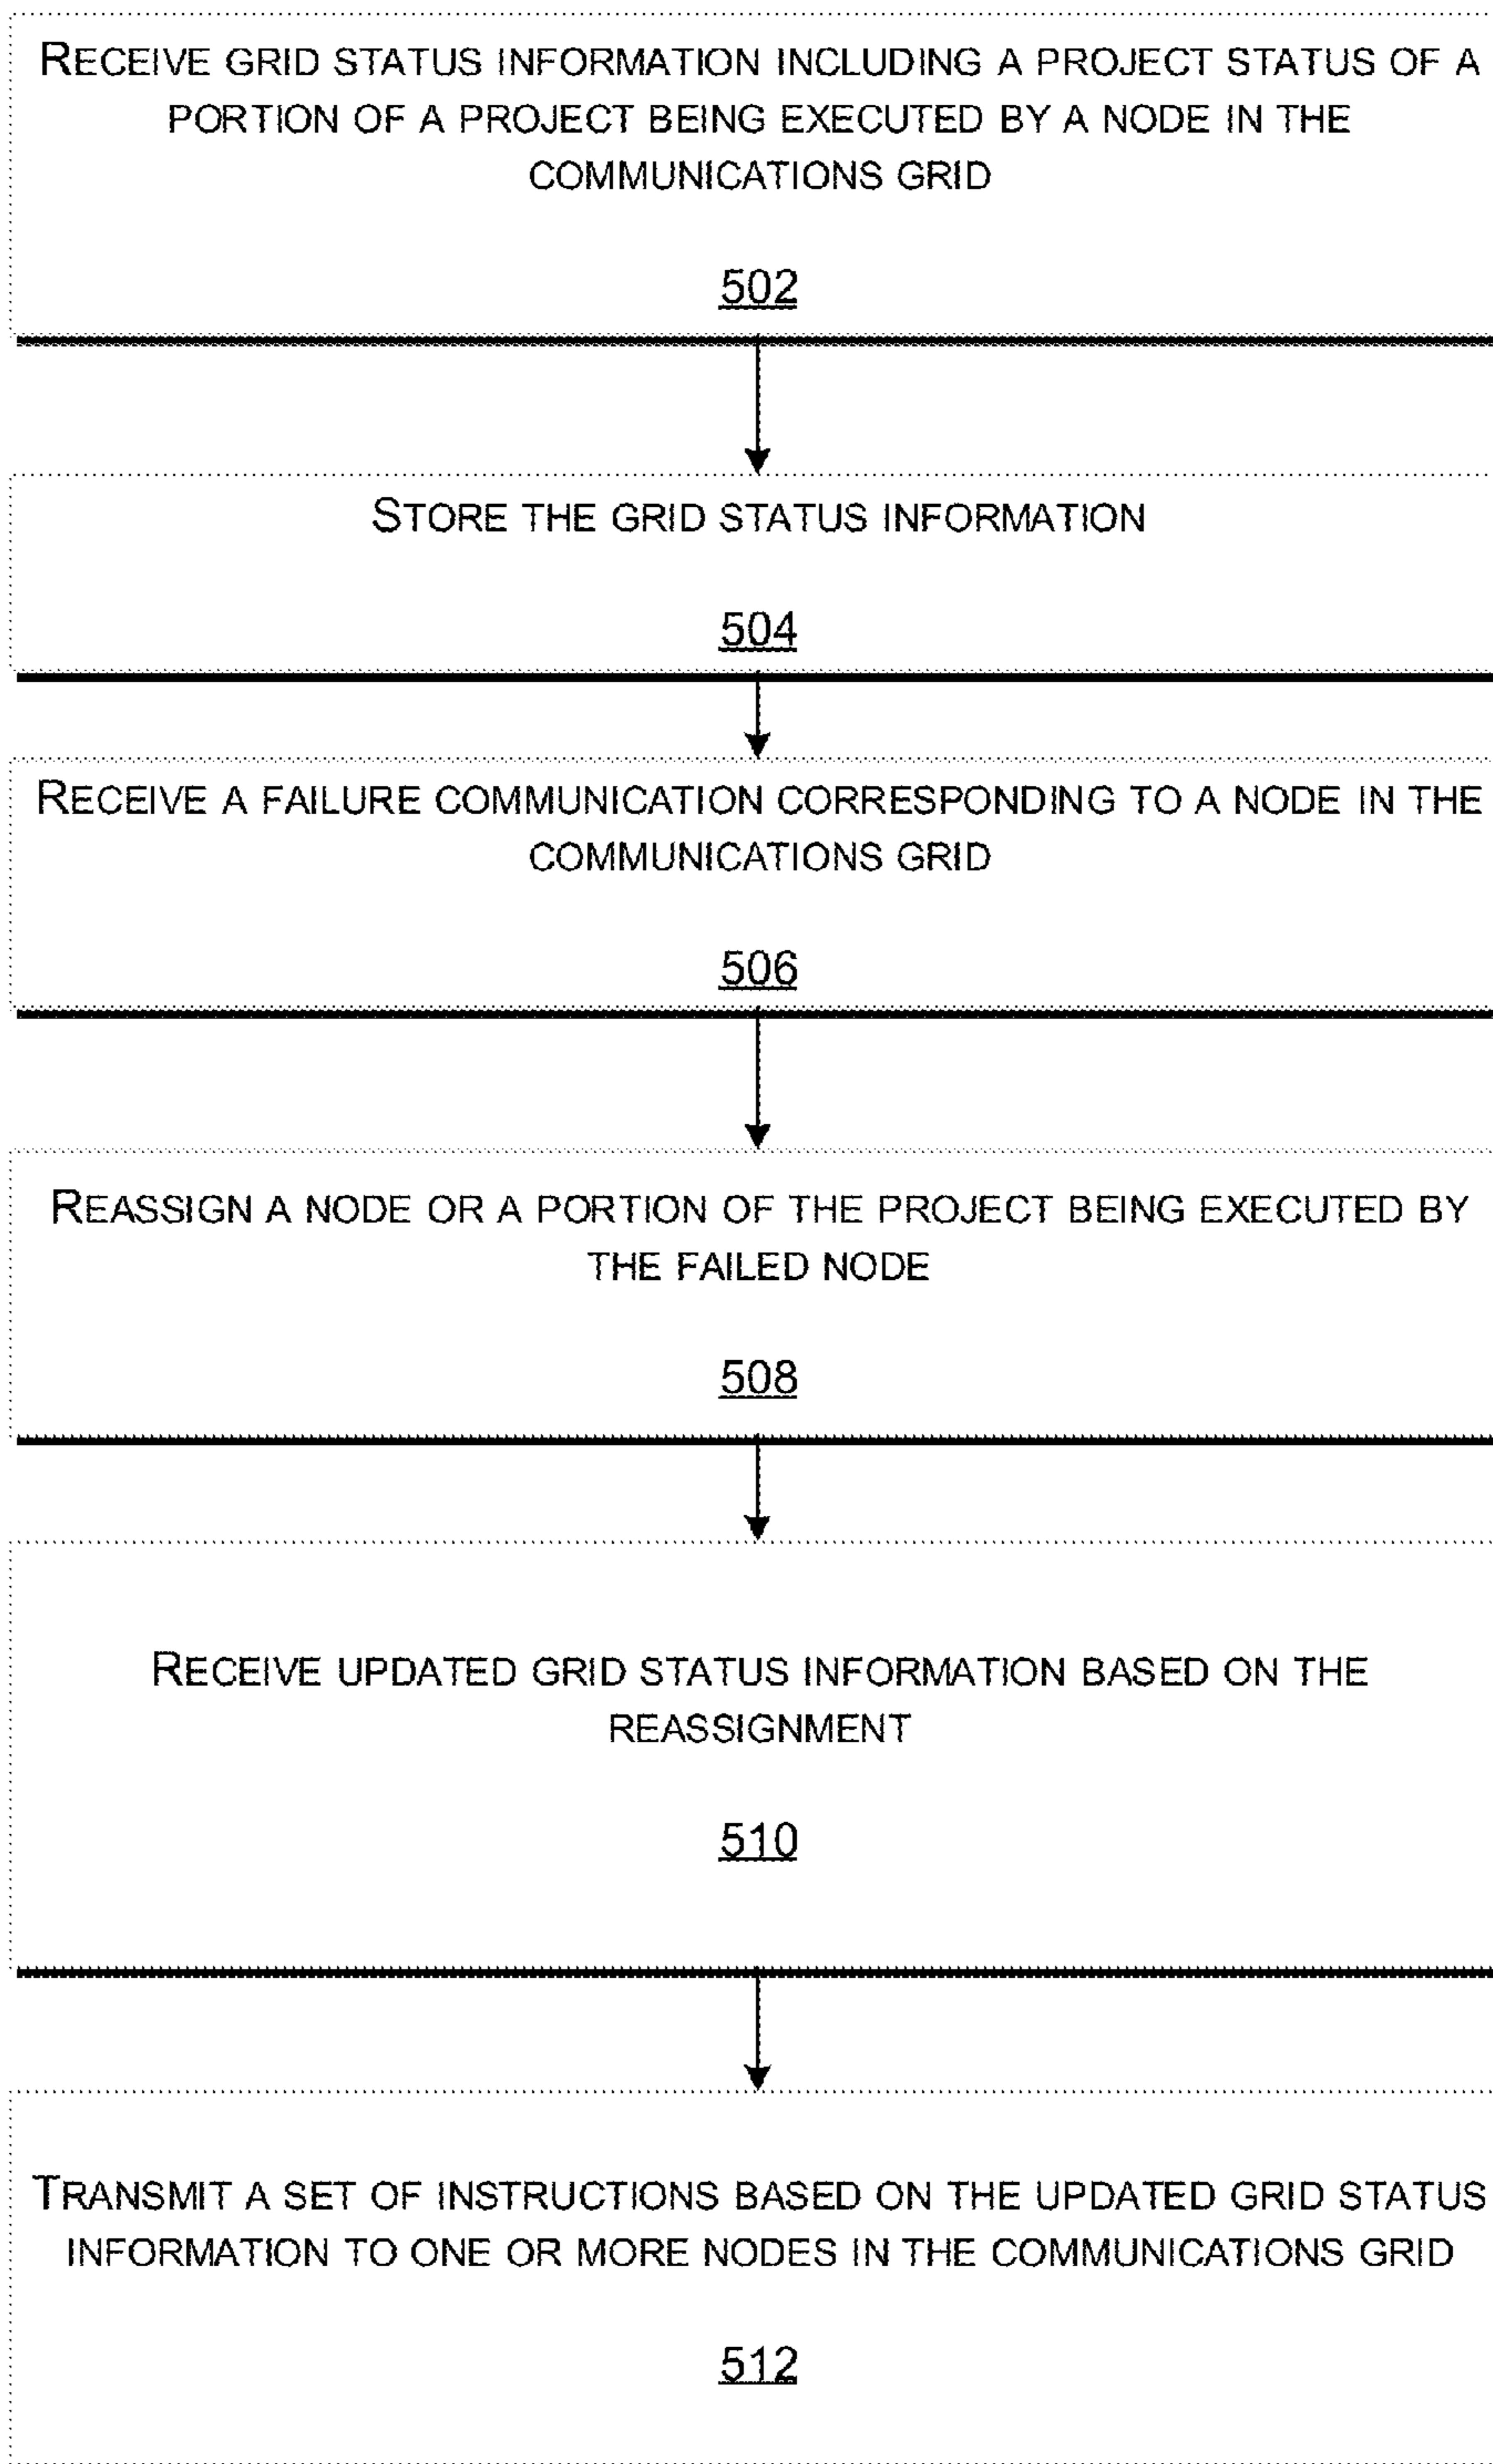 RECEIVE GRID STATUS INFORMATION INCLUDING A PROJECT STATUS OF A
PORTION OF A PROJECT BEING EXECUTED BY A NODE IN THE
COMMUNICATIONS GRID
502
STORE THE GRID STATUS INFORMATION
504
RECEIVE A FAILURE COMMUNICATION CORRESPONDING TO A NODE IN THE
COMMUNICATIONS GRID
506
REASSIGN A NODE OR A PORTION OF THE PROJECT BEING EXECUTED BY
THE FAILED NODE
508
RECEIVE UPDATED GRID STATUS INFORMATION BASED ON THE
REASSIGNMENT
510
TRANSMIT A SET OF INSTRUCTIONS BASED ON THE UPDATED GRID STATUS
INFORMATION TO ONE OR MORE NODES IN THE COMMUNICATIONS GRID
512